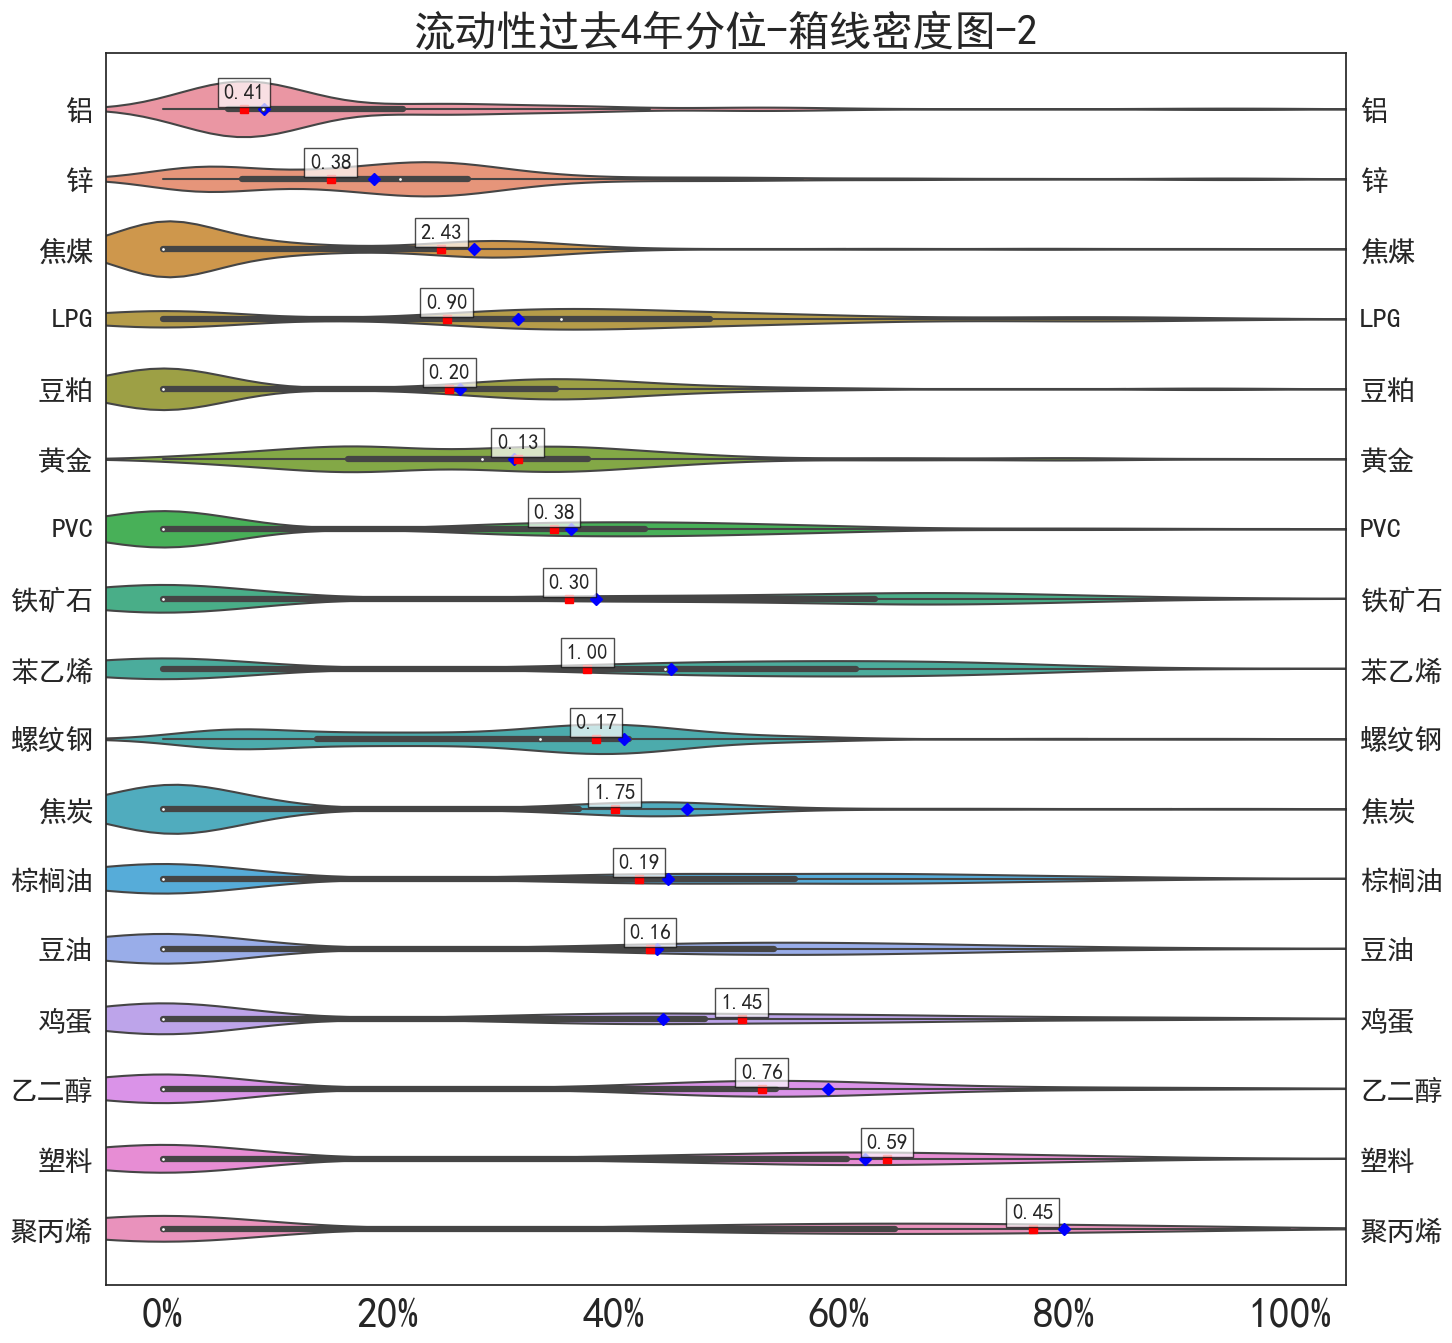 流动性过去4年分位-箱线密度图-2
铝 0.41 铝
锌 0.38 锌
焦煤 2.43 焦煤
LPG 0.90 LPG
豆粕 0.20 豆粕
黄金 0.13 黄金
PVC 0.38 PVC
铁矿石 0.30 铁矿石
苯乙烯 1.00 苯乙烯
螺纹钢 0.17 螺纹钢
焦炭 1.75 焦炭
棕榈油 0.19 棕榈油
豆油 0.16 豆油
鸡蛋 1.45 鸡蛋
乙二醇 0.76 乙二醇
塑料 0.59 塑料
聚丙烯 0.45 聚丙烯
0% 20% 40% 60% 80% 100%